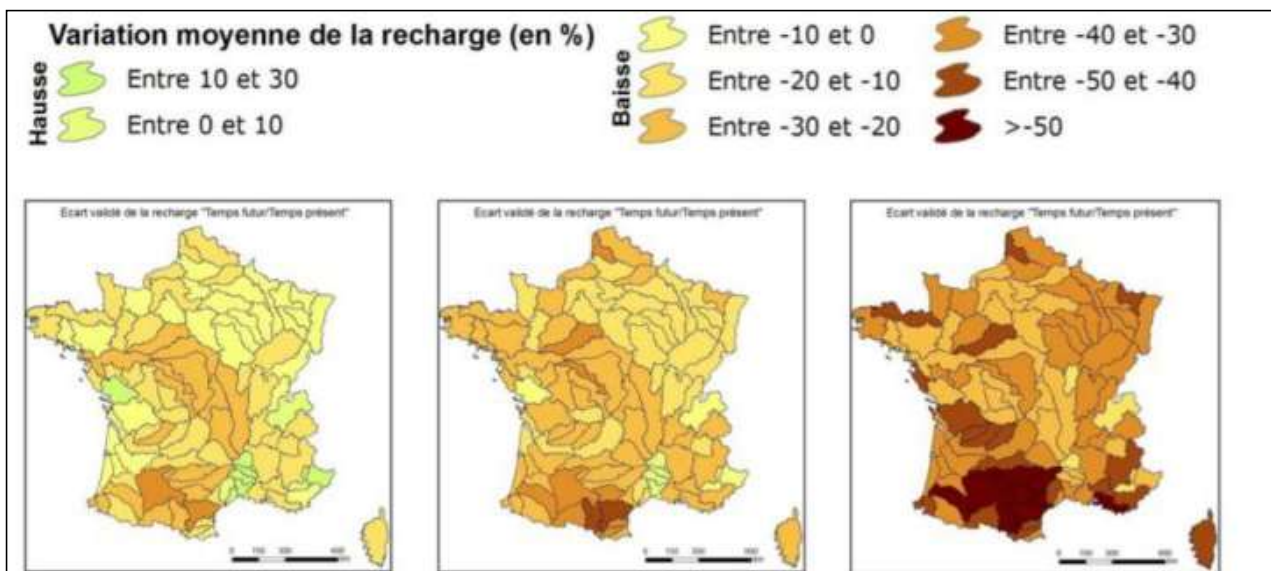 Variation moyenne de la recharge (en %)
Hausse
Entre 10 et 30
Entre 0 et 10
Baisse
Entre -10 et 0
Entre -20 et -10
Entre -30 et -20
Entre -40 et -30
Entre -50 et -40
>-50
Ecart validé de la recharge "Temps futur/Temps présent"
Ecart validé de la recharge "Temps futur/Temps présent"
Ecart validé de la recharge "Temps futur/Temps présent"